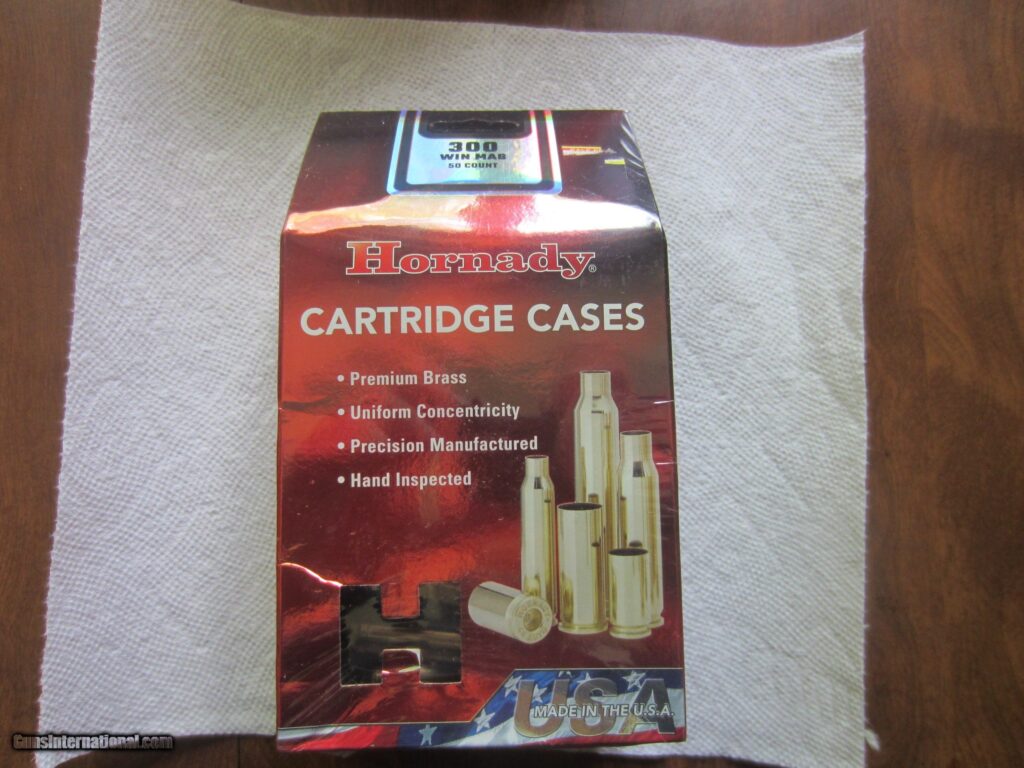 300
WIN MAG
50 COUNT
Hornady®
CARTRIDGE CASES
• Premium Brass
• Uniform Concentricity
• Precision Manufactured
• Hand Inspected
USA
MADE IN THE U.S.A.
GunsInternational.com